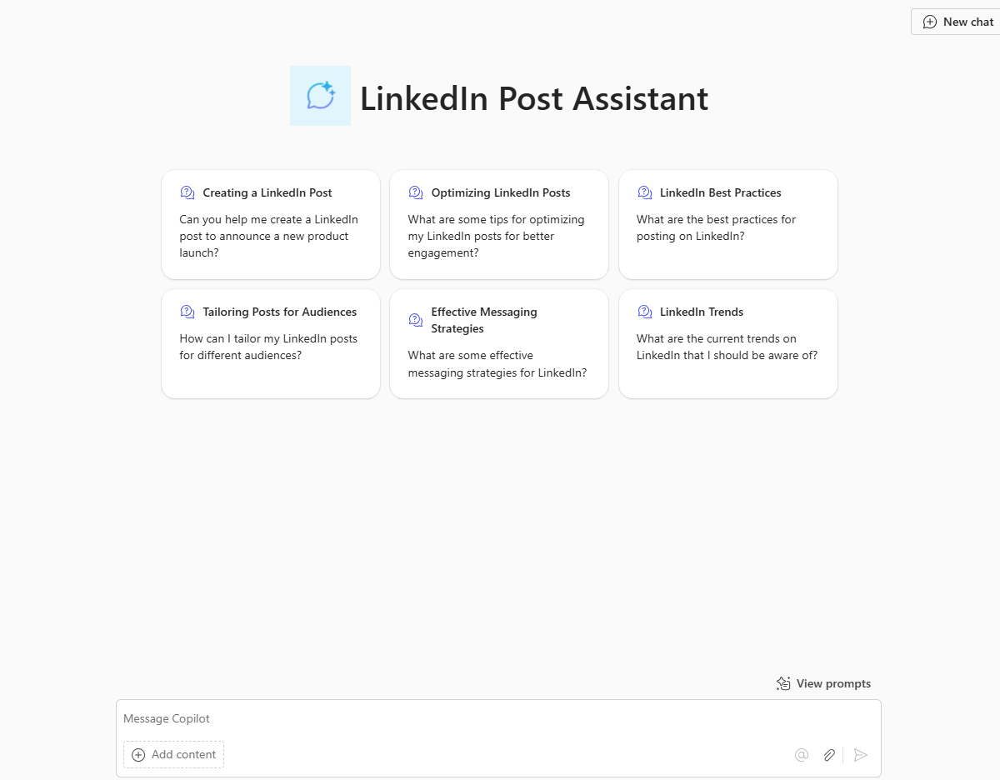 New chat
LinkedIn Post Assistant
Creating a LinkedIn Post
Can you help me create a LinkedIn
post to announce a new product
launch?
Optimizing LinkedIn Posts
What are some tips for optimizing
my LinkedIn posts for better
engagement?
LinkedIn Best Practices
What are the best practices for
posting on LinkedIn?
Tailoring Posts for Audiences
How can I tailor my LinkedIn posts
for different audiences?
Effective Messaging
Strategies
What are some effective
messaging strategies for LinkedIn?
LinkedIn Trends
What are the current trends on
LinkedIn that I should be aware of?
View prompts
Message Copilot
Add content